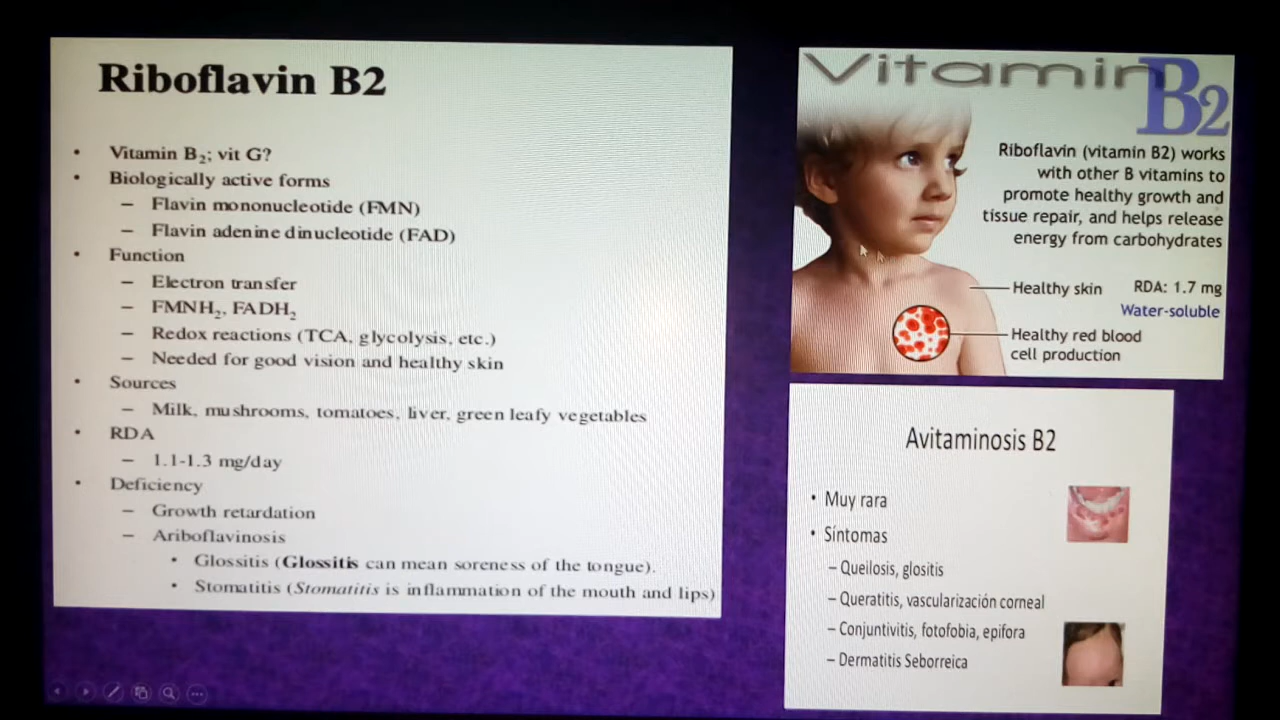 Riboflavin B2
• Vitamin B₂; vit G?
• Biologically active forms
– Flavin mononucleotide (FMN)
– Flavin adenine dinucleotide (FAD)
• Function
– Electron transfer
– FMNH₂, FADH₂
– Redox reactions (TCA, glycolysis, etc.)
– Needed for good vision and healthy skin
• Sources
– Milk, mushrooms, tomatoes, liver, green leafy vegetables
• RDA
– 1.1-1.3 mg/day
• Deficiency
– Growth retardation
– Ariboflavinosis
• Glossitis (Glossitis can mean soreness of the tongue).
• Stomatitis (Stomatitis is inflammation of the mouth and lips)
Vitamin B2
Riboflavin (vitamin B2) works
with other B vitamins to
promote healthy growth and
tissue repair, and helps release
energy from carbohydrates
Healthy skin
RDA: 1.7 mg
Water-soluble
Healthy red blood
cell production
Avitaminosis B2
• Muy rara
• Síntomas
– Queilosis, glositis
– Queratitis, vascularización corneal
– Conjuntivitis, fotofobia, epifora
– Dermatitis Seborreica